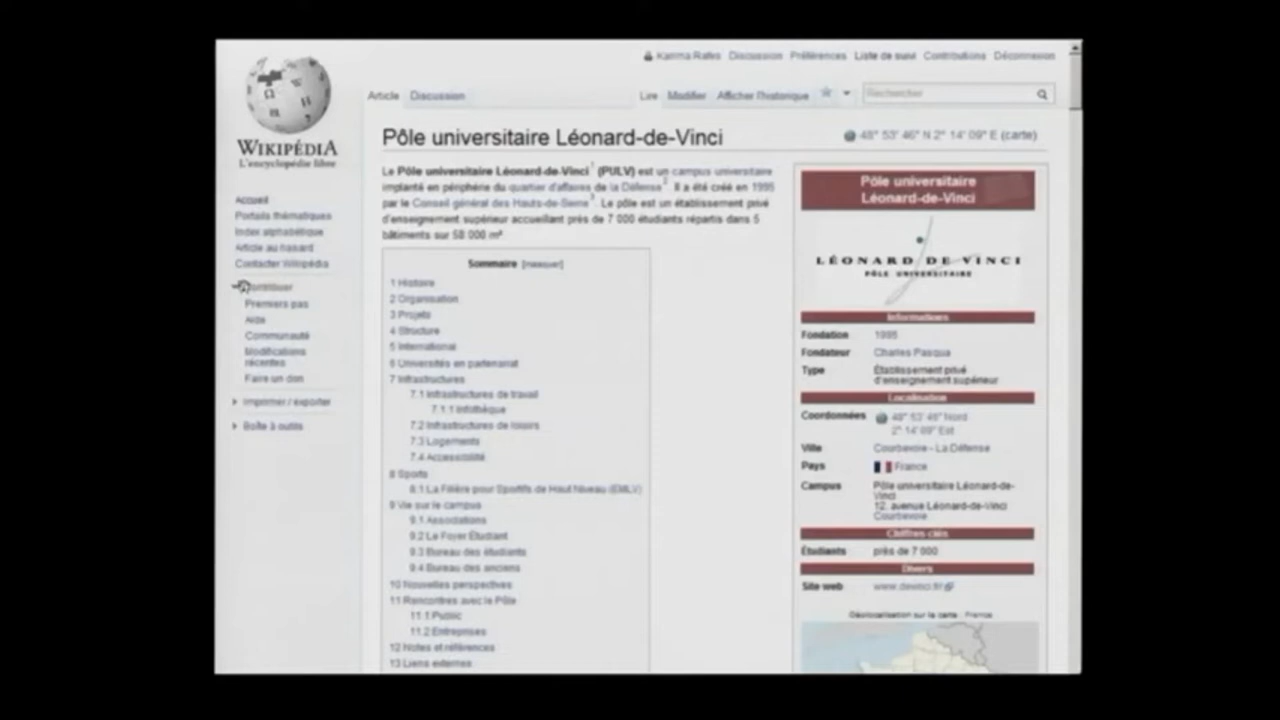 Karima Rafes Discussion Préférences Liste de suivi Contributions Déconnexion
Article Discussion
Lire Modifier Afficher l'historique
Rechercher
WIKIPÉDIA
L'encyclopédie libre
Accueil
Portails thématiques
Index alphabétique
Article au hasard
Contacter Wikipédia
Contribuer
Premiers pas
Aide
Communauté
Modifications
récentes
Faire un don
Imprimer / exporter
Boîte à outils
Pôle universitaire Léonard-de-Vinci
48° 53′ 46″ N 2° 14′ 09″ E (carte)
Le Pôle universitaire Léonard-de-Vinci1 (PULV) est un campus universitaire
implanté en périphérie du quartier d'affaires de la Défense2. Il a été créé en 1995
par le Conseil général des Hauts-de-Seine3. Le pôle est un établissement privé
d'enseignement supérieur accueillant près de 7 000 étudiants répartis dans 5
bâtiments sur 58 000 m²
Sommaire [masquer]
1 Histoire
2 Organisation
3 Projets
4 Structure
5 International
6 Universités en partenariat
7 Infrastructures
7.1 Infrastructures de travail
7.1.1 Infothèque
7.2 Infrastructures de loisirs
7.3 Logements
7.4 Accessibilité
8 Sports
8.1 La Filière pour Sportifs de Haut Niveau (EMLV)
9 Vie sur le campus
9.1 Associations
9.2 Le Foyer Étudiant
9.3 Bureau des étudiants
9.4 Bureau des anciens
10 Nouvelles perspectives
11 Rencontres avec le Pôle
11.1 Public
11.2 Entreprises
12 Notes et références
13 Liens externes
Pôle universitaire
Léonard-de-Vinci
LÉONARD DE VINCI
PÔLE UNIVERSITAIRE
Informations
Fondation 1995
Fondateur Charles Pasqua
Type Établissement privé
d'enseignement supérieur
Localisation
Coordonnées 48° 53′ 46″ Nord
2° 14′ 09″ Est
Ville Courbevoie - La Défense
Pays France
Campus Pôle universitaire Léonard-de-
Vinci
12, avenue Léonard-de-Vinci
Courbevoie
Chiffres clés
Étudiants près de 7 000
Divers
Site web www.devinci.fr
Géolocalisation sur la carte : France